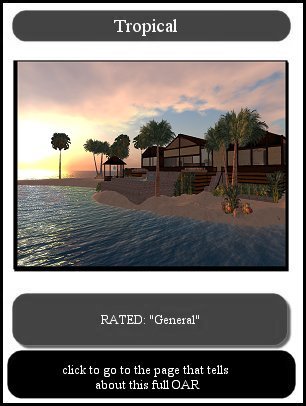 Tropical
RATED: "General"
click to go to the page that tells
about this full OAR